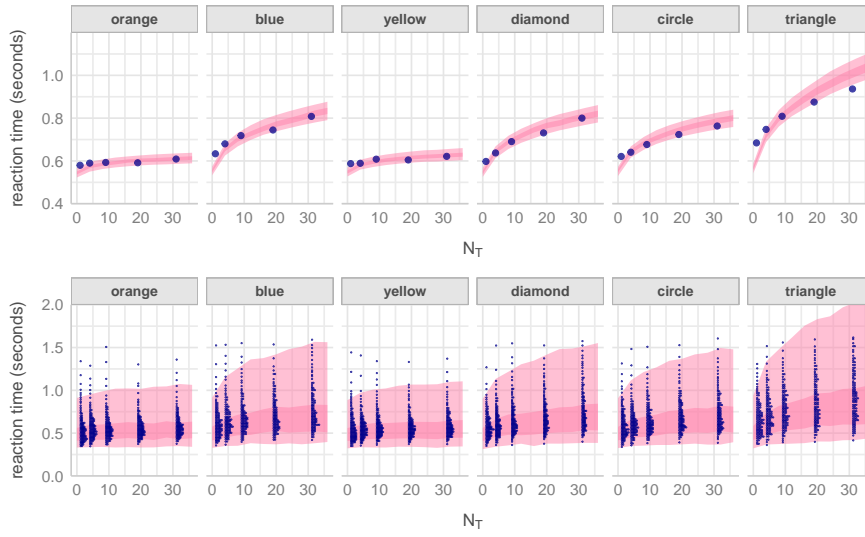 orange blue yellow diamond circle triangle
reaction time (seconds)
1.0
0.8
0.6
0.4
0 10 20 30 0 10 20 30 0 10 20 30 0 10 20 30 0 10 20 30 0 10 20 30
N_T
orange blue yellow diamond circle triangle
reaction time (seconds)
2.0
1.5
1.0
0.5
0.0
0 10 20 30 0 10 20 30 0 10 20 30 0 10 20 30 0 10 20 30 0 10 20 30
N_T